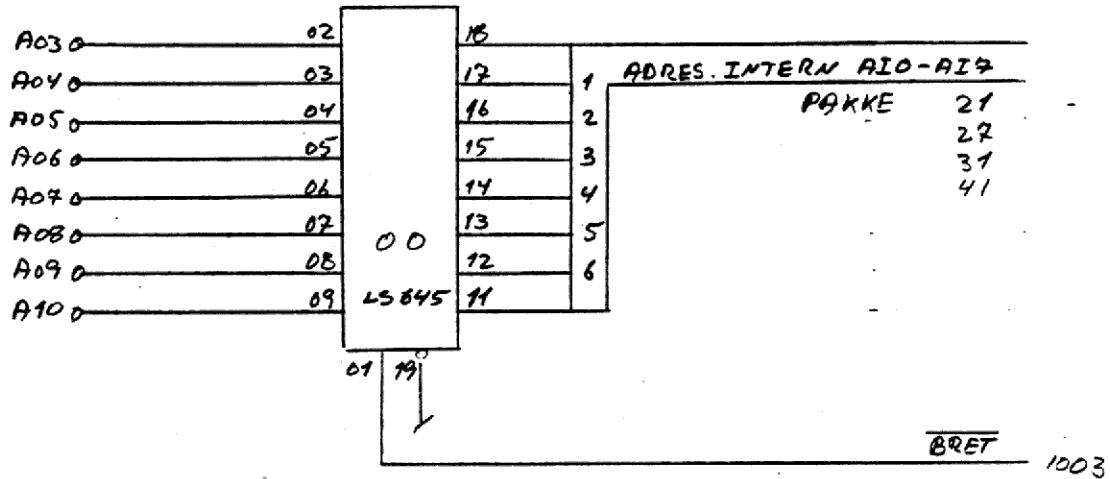 A03 02 18
A04 03 17 1 ADRES. INTERN AI0-AI7
A05 04 16 2 PAKKE 21
27
A06 05 15 3 31
A07 06 14 4 41
A08 07 13 5
00
A09 08 12 6
A10 09 LS645 11
01 19
BRET
1003